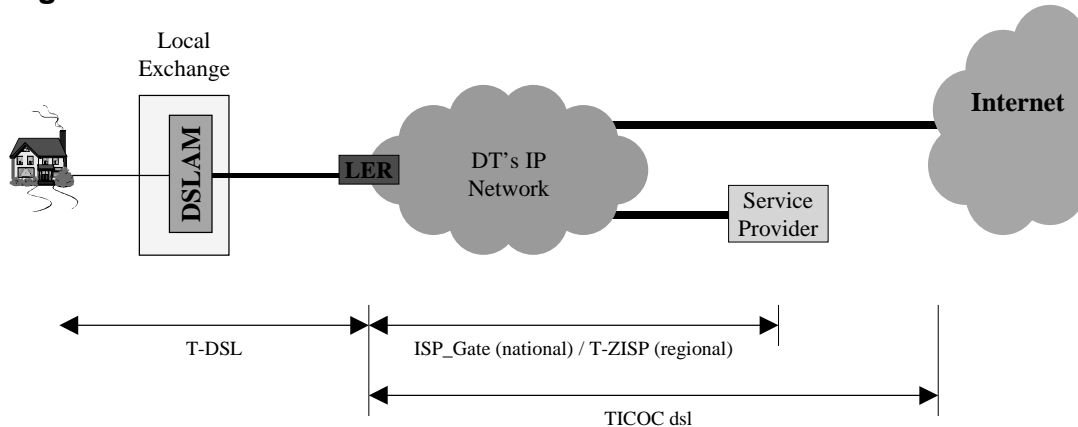 Local
Exchange
Internet
DSLAM
LER
DT's IP
Network
Service
Provider
T-DSL
ISP_Gate (national) / T-ZISP (regional)
TICOC dsl